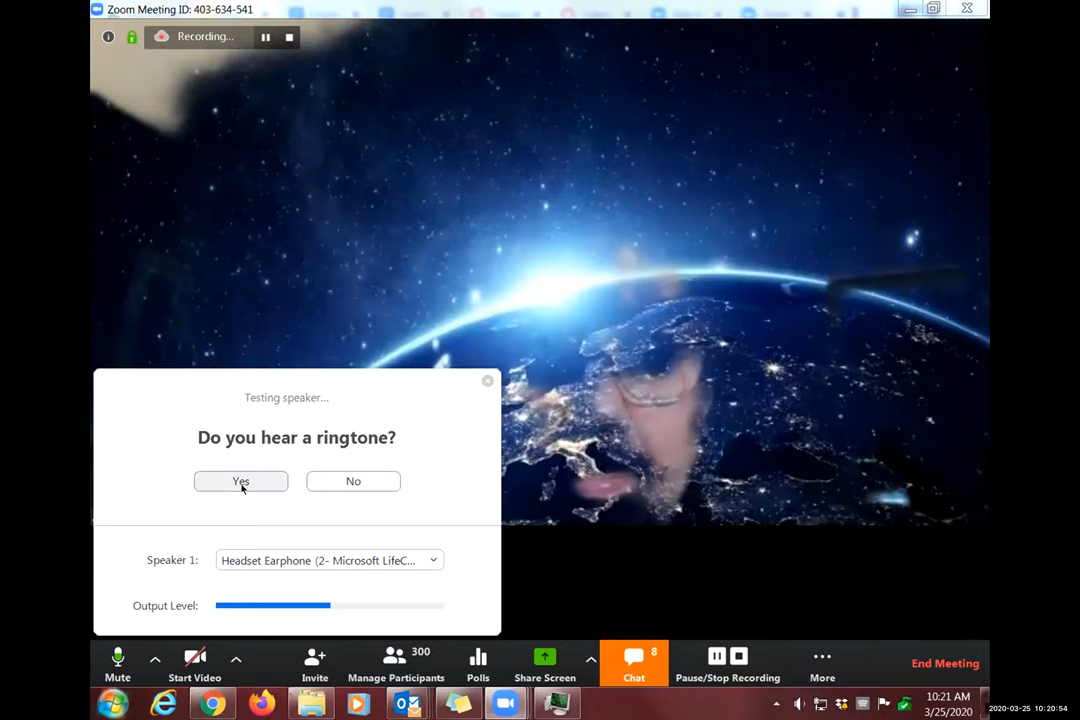 Zoom Meeting ID: 403-634-541
Recording...
Testing speaker...
Do you hear a ringtone?
Yes
No
Speaker 1:
Headset Earphone (2- Microsoft LifeC...
Output Level:
300
8
Mute
Start Video
Invite
Manage Participants
Polls
Share Screen
Chat
Pause/Stop Recording
More
End Meeting
10:21 AM
3/25/2020
2020-03-25 10:20:54